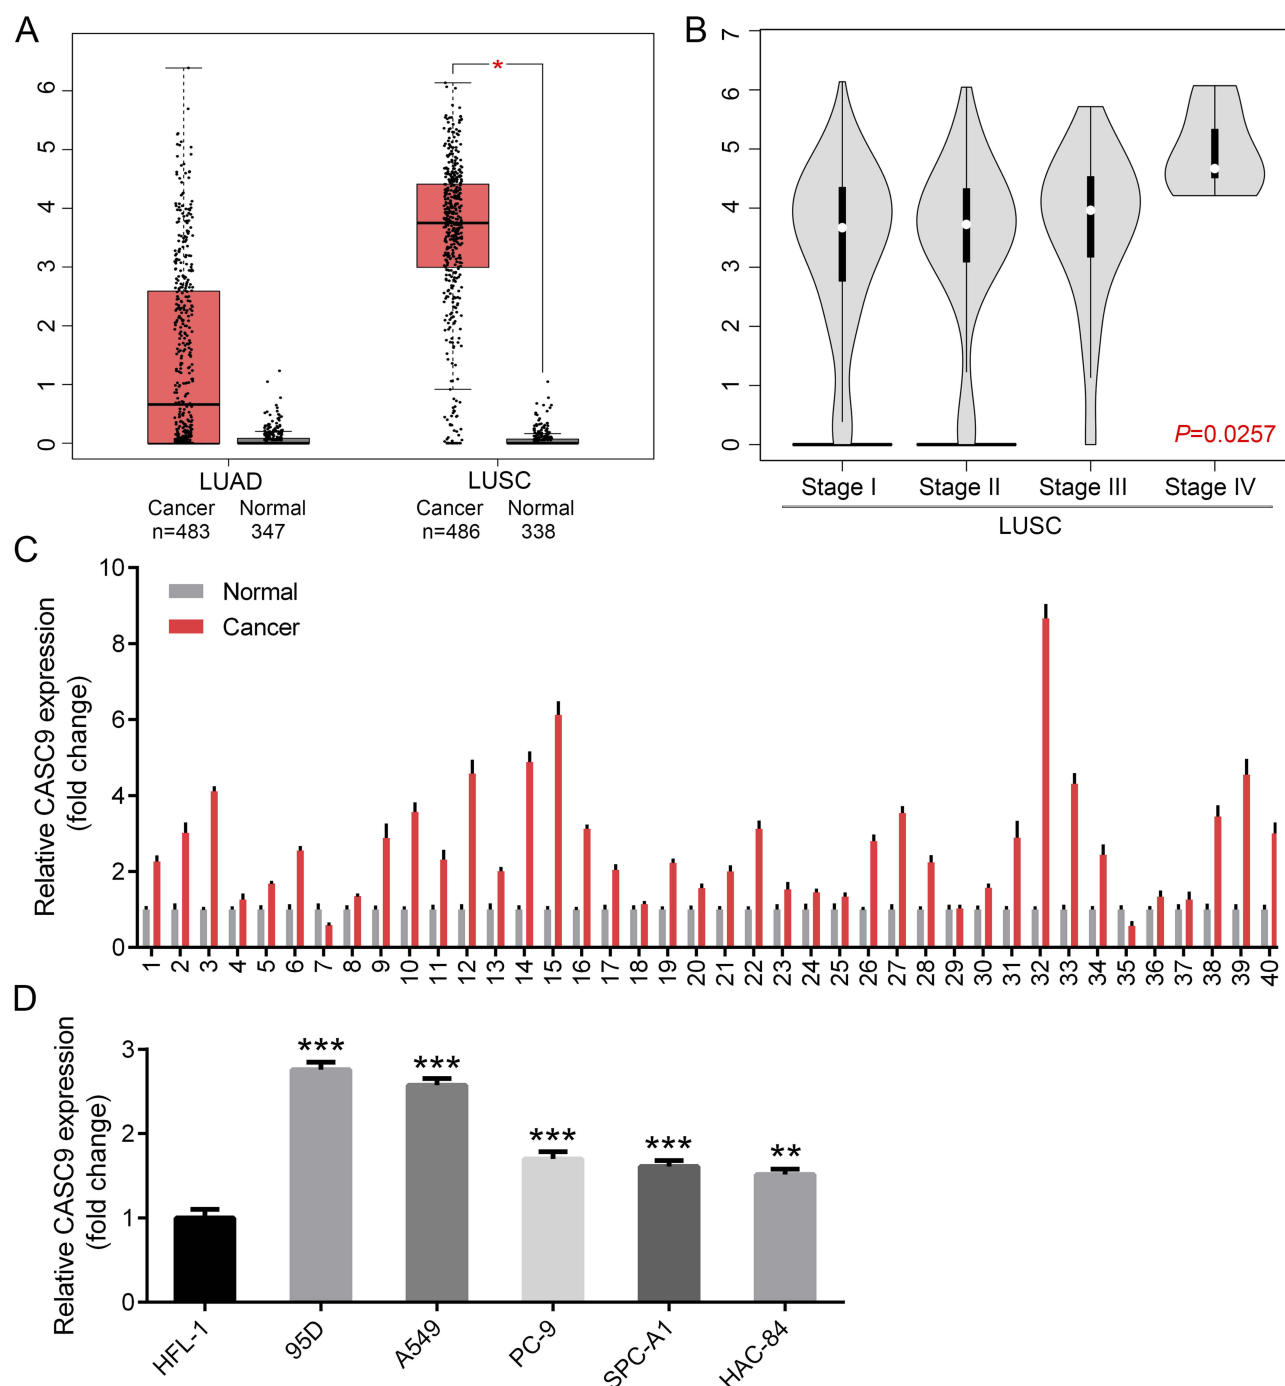 A
6
5
4
3
2
1
0
*
LUAD
LUSC
Cancer Normal
n=483 347
Cancer Normal
n=486 338
B
7
6
5
4
3
2
1
0
P=0.0257
Stage I Stage II Stage III Stage IV
LUSC
C
Relative CASC9 expression
(fold change)
10
8
6
4
2
0
Normal
Cancer
1 2 3 4 5 6 7 8 9 10 11 12 13 14 15 16 17 18 19 20 21 22 23 24 25 26 27 28 29 30 31 32 33 34 35 36 37 38 39 40
D
Relative CASC9 expression
(fold change)
3
2
1
0
*** *** *** *** **
HFL-1 95D A549 PC-9 SPC-A1 HAC-84